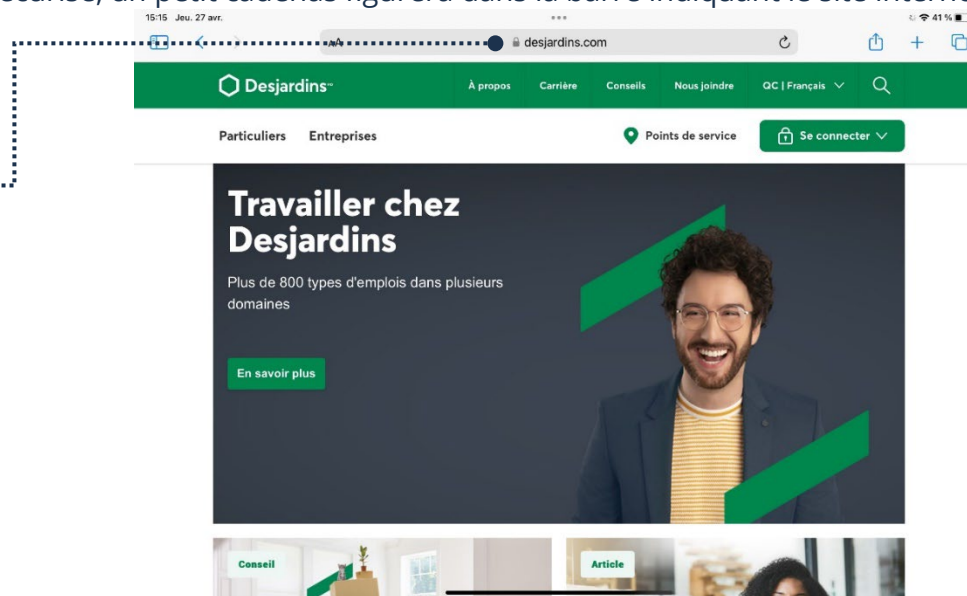 un petit cadenas figurera dans la barre indiquant le site
15:15 Jeu. 27 avr.
41 %
AA desjardins.com
Desjardins
À propos Carrière Conseils Nous joindre QC | Français
Particuliers Entreprises Points de service Se connecter
Travailler chez
Desjardins
Plus de 800 types d'emplois dans plusieurs
domaines
En savoir plus
Conseil Article